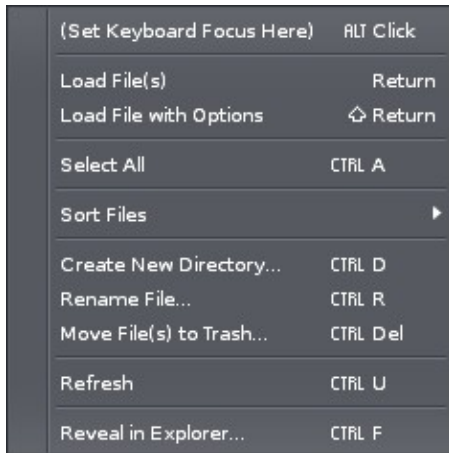 (Set Keyboard Focus Here) ALT Click
Load File(s) Return
Load File with Options ⇧ Return
Select All CTRL A
Sort Files
Create New Directory... CTRL D
Rename File... CTRL R
Move File(s) to Trash... CTRL Del
Refresh CTRL U
Reveal in Explorer... CTRL F